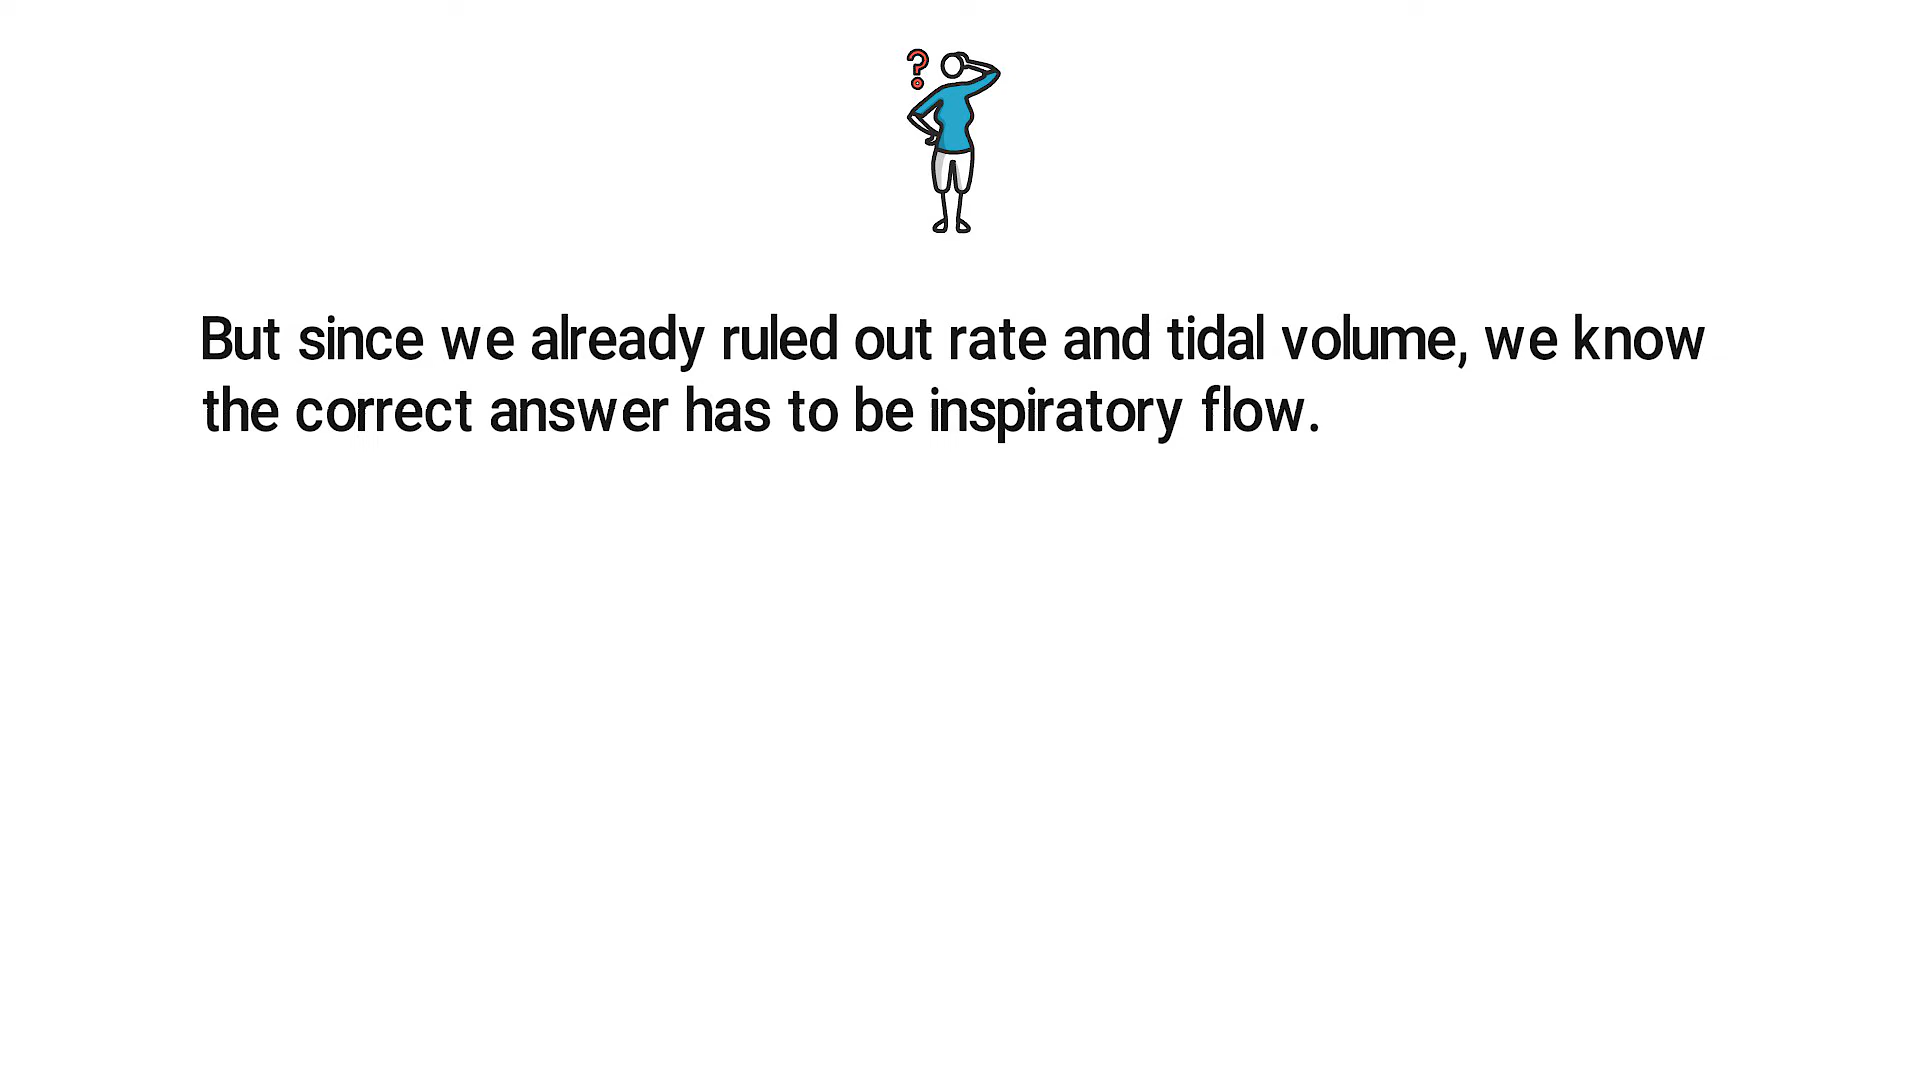 But since we already ruled out rate and tidal volume, we know
the correct answer has to be inspiratory flow.